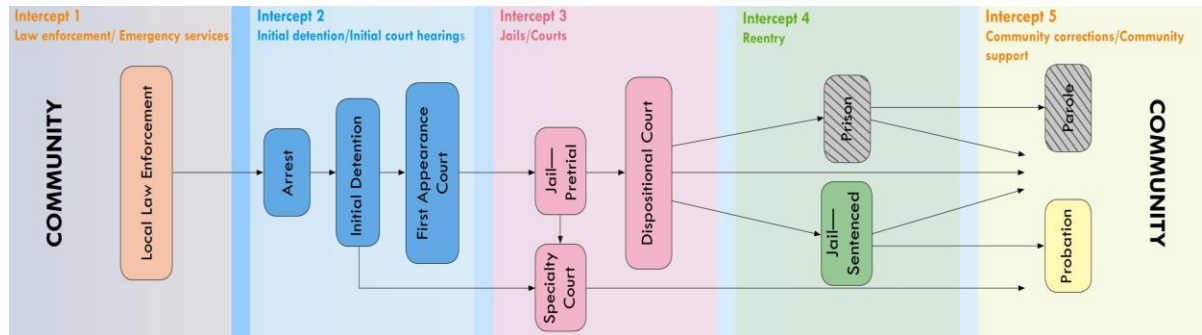 Intercept 1
Law enforcement/ Emergency services
Intercept 2
Initial detention/Initial court hearings
Intercept 3
Jails/Courts
Intercept 4
Reentry
Intercept 5
Community corrections/Community
support
COMMUNITY
Local Law Enforcement
Arrest
Initial Detention
First Appearance
Court
Jail—
Pretrial
Specialty
Court
Dispositional Court
Prison
Jail—
Sentenced
Parole
Probation
COMMUNITY